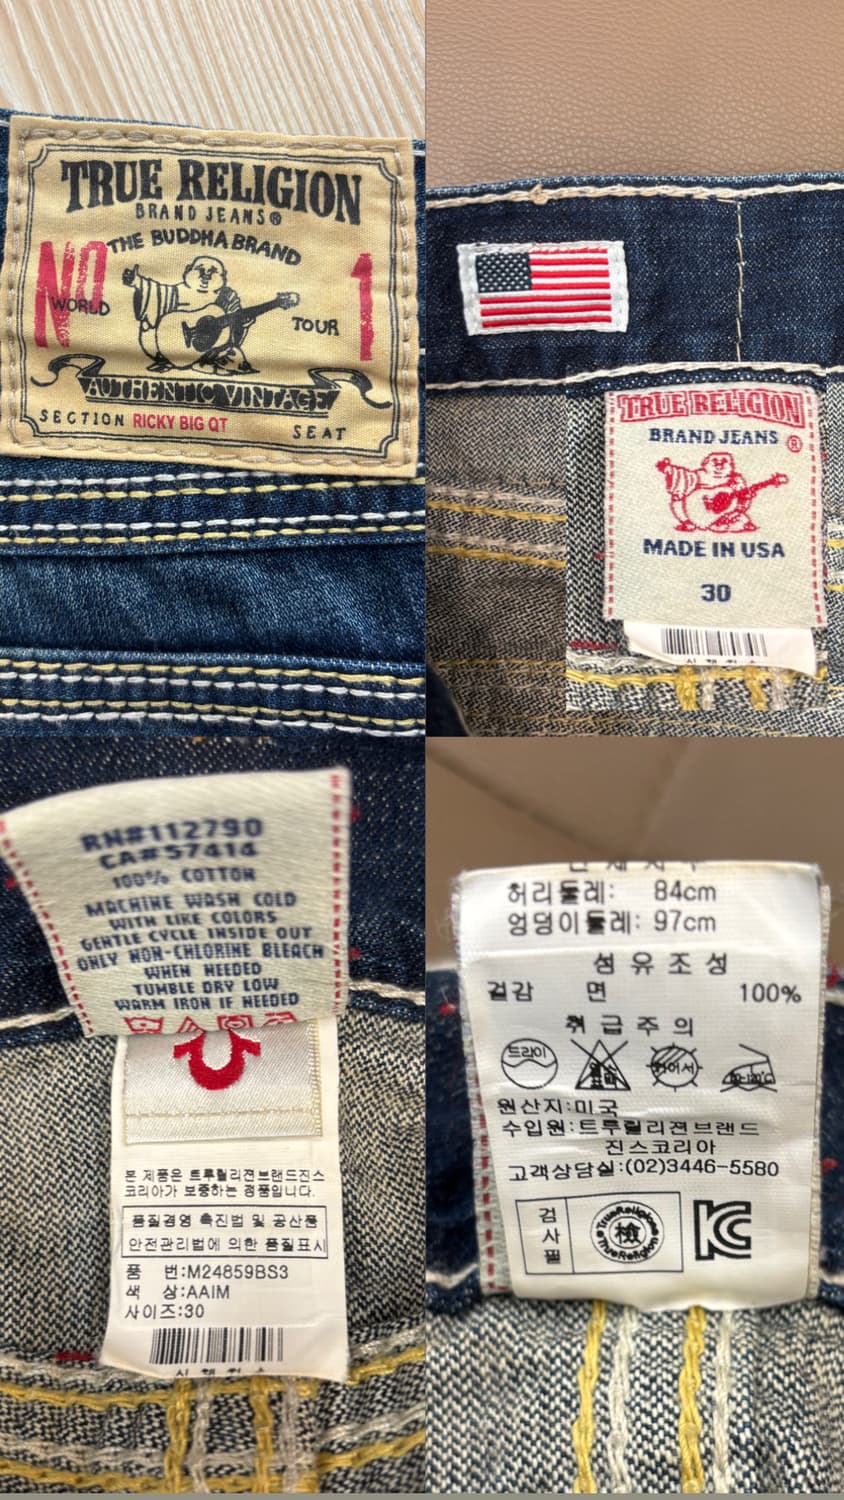 TRUE RELIGION
BRAND JEANS®
THE BUDDHA BRAND
NO 1
WORLD
TOUR
AUTHENTIC VINTAGE
SECTION RICKY BIG QT
SEAT
TRUE RELIGION
BRAND JEANS ®
MADE IN USA
30
RN#112790
CA#57414
100% COTTON
MACHINE WASH COLD
WITH LIKE COLORS
GENTLE CYCLE INSIDE OUT
ONLY NON-CHLORINE BLEACH
WHEN NEEDED
TUMBLE DRY LOW
WARM IRON IF NEEDED
본 제품은 트루릴리젼브랜드진스
코리아가 보증하는 정품입니다.
품질경영 촉진법 및 공산품
안전관리법에 의한 품질표시
품 번:M24859BS3
색 상:AAIM
사이즈:30
허리둘레: 84cm
엉덩이둘레: 97cm
섬유조성
겉감 면 100%
취급주의
드라이
원산지:미국
수입원:트루릴리젼브랜드
진스코리아
고객상담실:(02)3446-5580
검사필
TrueReligion
檢
TrueReligion
KC